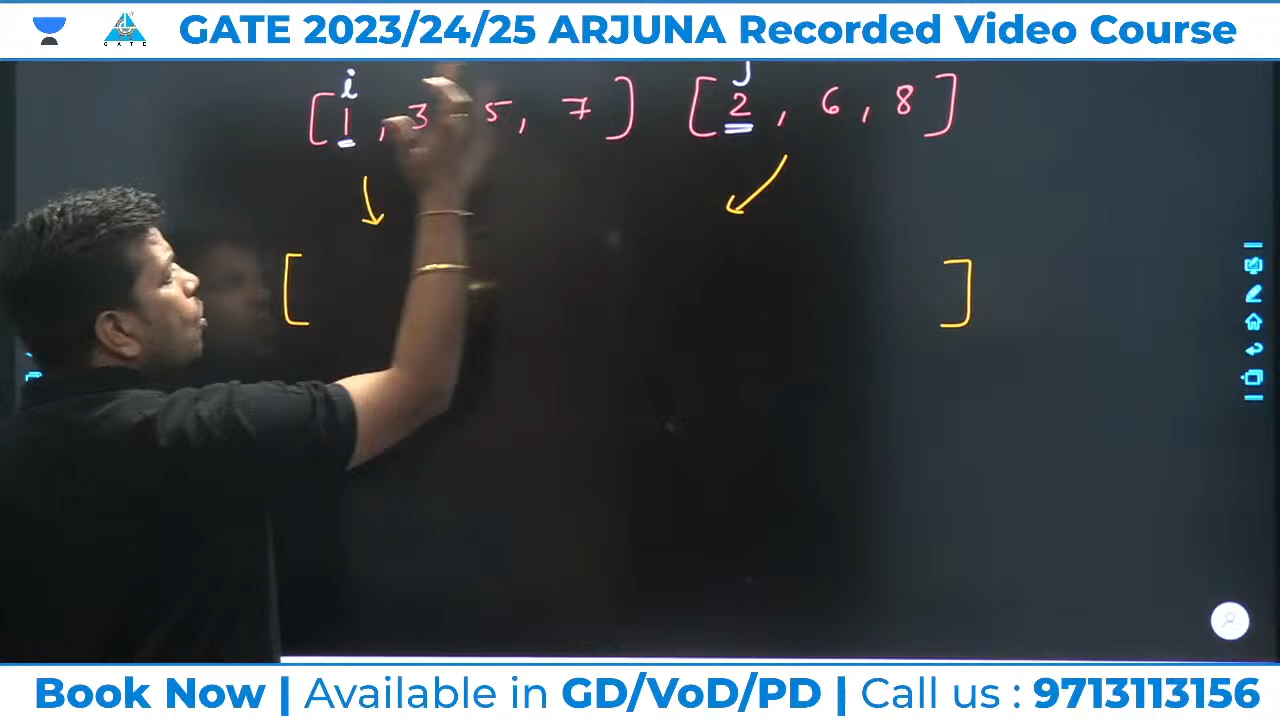 GATE 2023/24/25 ARJUNA Recorded Video Course
GATE
i j
[1, 3, 5, 7] [2, 6, 8]
[ ]
Book Now | Available in GD/VoD/PD | Call us : 9713113156